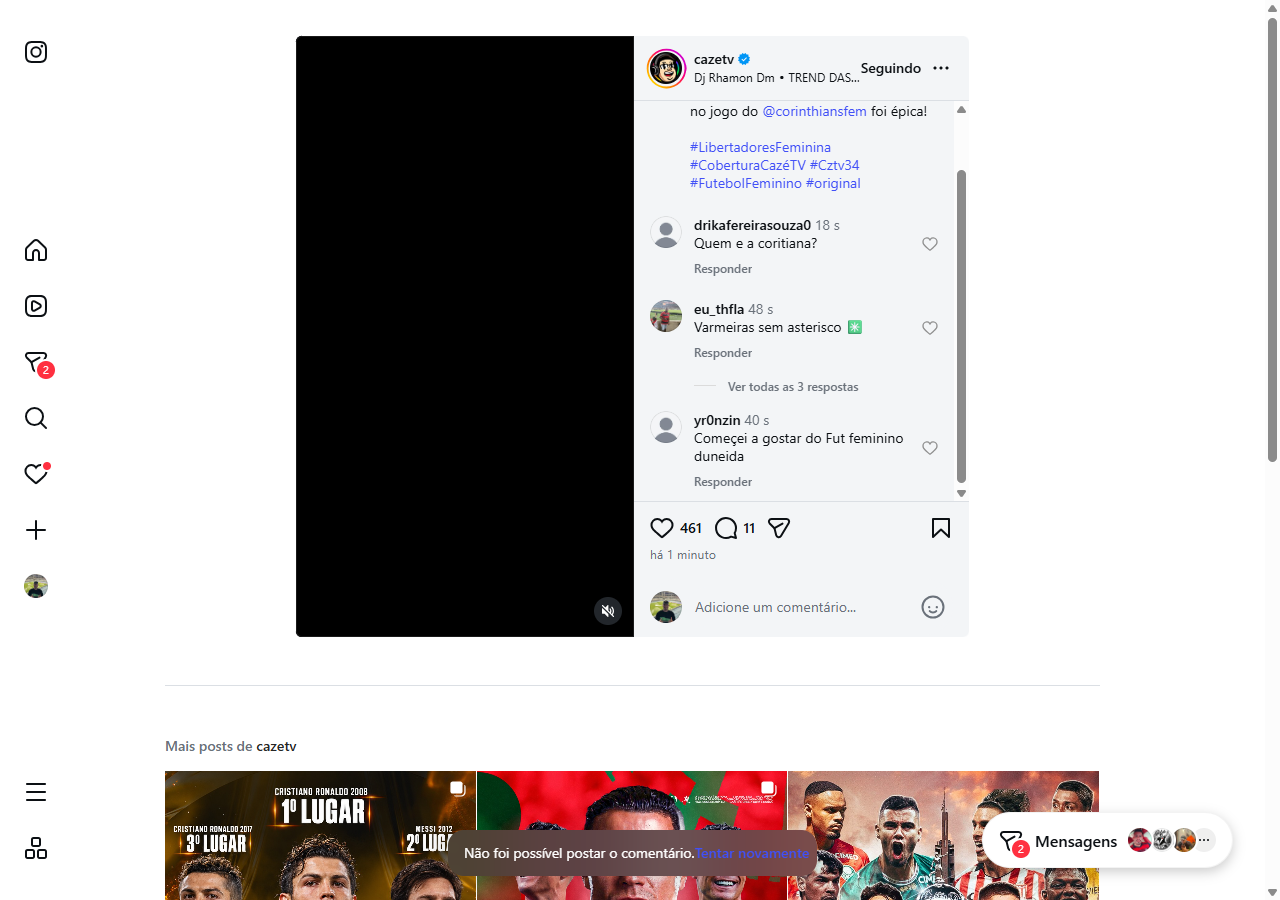 cazetv
Dj Rhamon Dm • TREND DAS...
Seguindo
no jogo do @corinthiansfem foi épica!
#LibertadoresFeminina
#CoberturaCazéTV #Cztv34
#FutebolFeminino #original
drikafereirasouza0 18 s
Quem e a coritiana?
Responder
eu_thfla 48 s
Varmeiras sem asterisco ✳️
Responder
Ver todas as 3 respostas
yr0nzin 40 s
Começei a gostar do Fut feminino
duneida
Responder
461
11
há 1 minuto
Adicione um comentário...
2
Mais posts de cazetv
CRISTIANO RONALDO 2008
1º LUGAR
CRISTIANO RONALDO 2017
3º LUGAR
MESSI 2012
2º LUG
Não foi possível postar o comentário.Tentar novamente
2
Mensagens
CIMED
CIMED